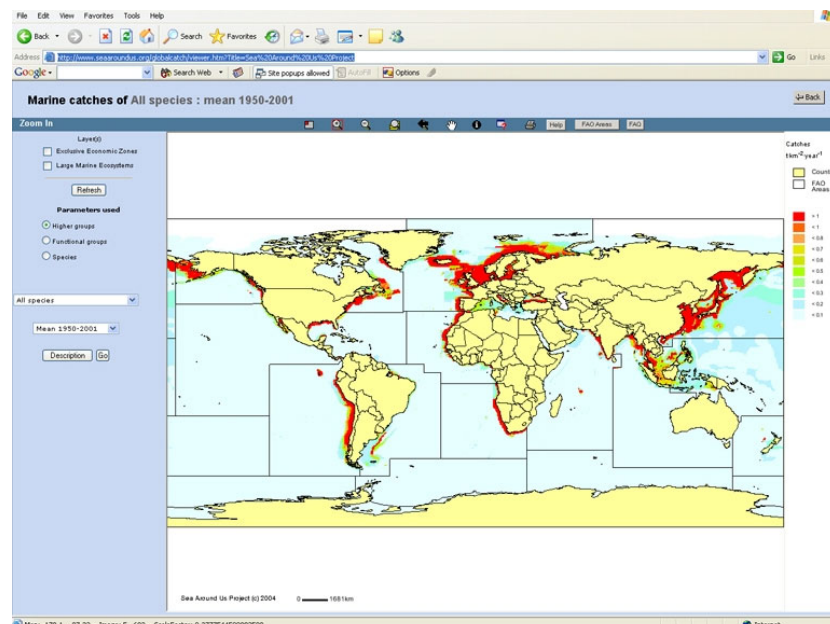 File Edit View Favorites Tools Help
Back Search Favorites
Address http://www.seaaroundus.org/globalcatch/viewer.htm?Title=Sea%20Around%20Us%20Project Go Links
Google Search Web Site popups allowed AutoFill Options
Marine catches of All species : mean 1950-2001 Back
Zoom In Help FAO Areas FAQ
Layer(s)
Exclusive Economic Zones
Large Marine Ecosystems
Refresh
Parameters used
Higher groups
Functional groups
Species
All species
Mean 1950-2001
Description Go
Catches
t km⁻² year⁻¹
Count
FAO
Areas
> 1
< 1
< 0.8
< 0.7
< 0.6
< 0.5
< 0.4
< 0.3
< 0.2
< 0.1
Sea Around Us Project (c) 2004 0 1681km
Internet